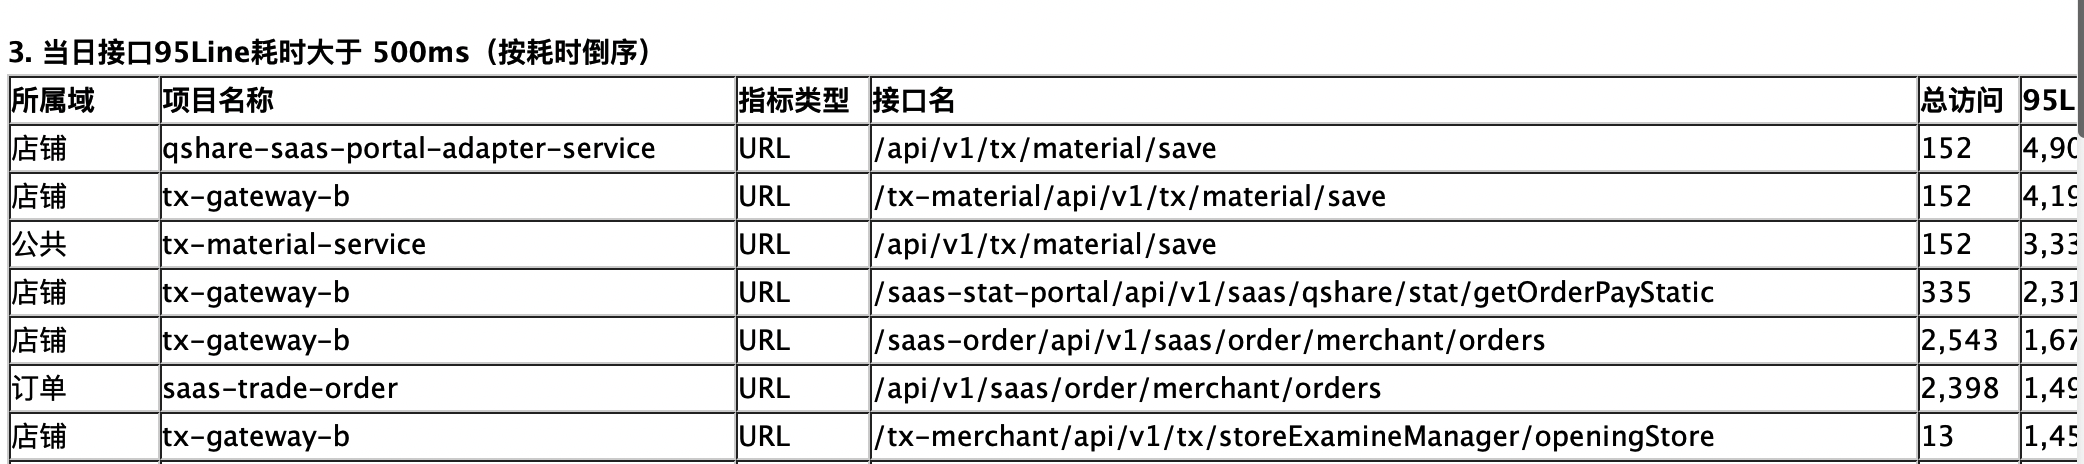 3. 当日接口95Line耗时大于 500ms（按耗时倒序）
所属域 项目名称 指标类型 接口名 总访问 95L
店铺 qshare-saas-portal-adapter-service URL /api/v1/tx/material/save 152 4,90
店铺 tx-gateway-b URL /tx-material/api/v1/tx/material/save 152 4,19
公共 tx-material-service URL /api/v1/tx/material/save 152 3,33
店铺 tx-gateway-b URL /saas-stat-portal/api/v1/saas/qshare/stat/getOrderPayStatic 335 2,31
店铺 tx-gateway-b URL /saas-order/api/v1/saas/order/merchant/orders 2,543 1,67
订单 saas-trade-order URL /api/v1/saas/order/merchant/orders 2,398 1,49
店铺 tx-gateway-b URL /tx-merchant/api/v1/tx/storeExamineManager/openingStore 13 1,45